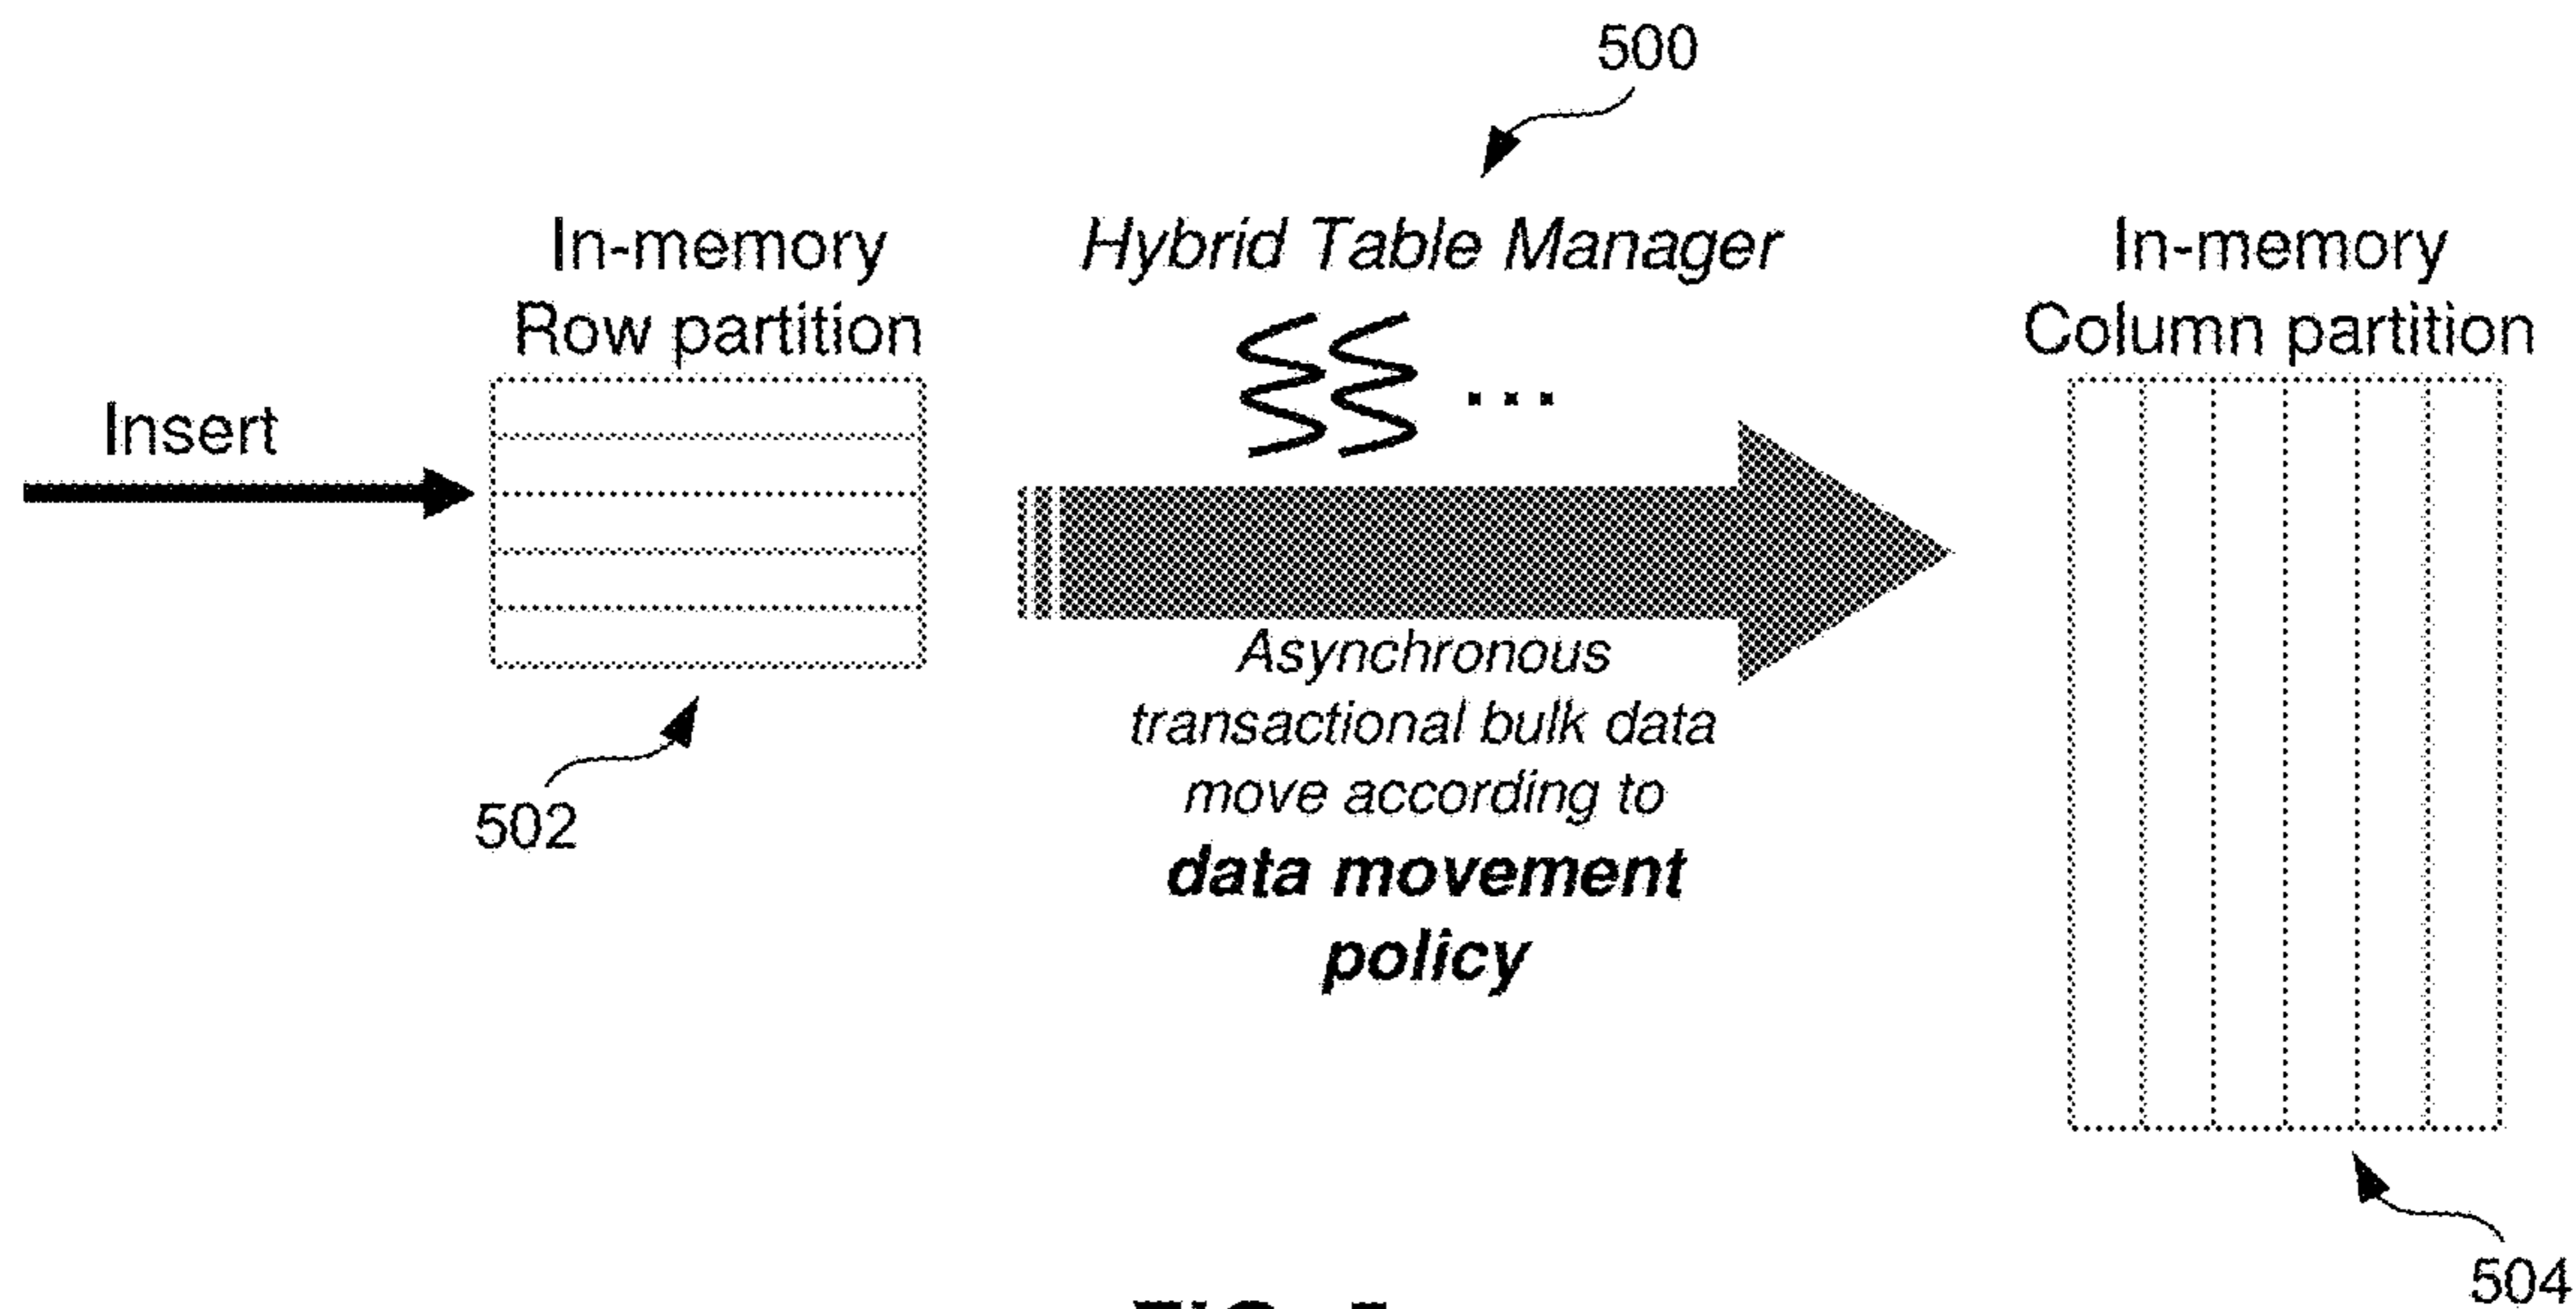 500
In-memory
Row partition
Hybrid Table Manager
In-memory
Column partition
Insert
...
Asynchronous
transactional bulk data
move according to
data movement
policy
502
504